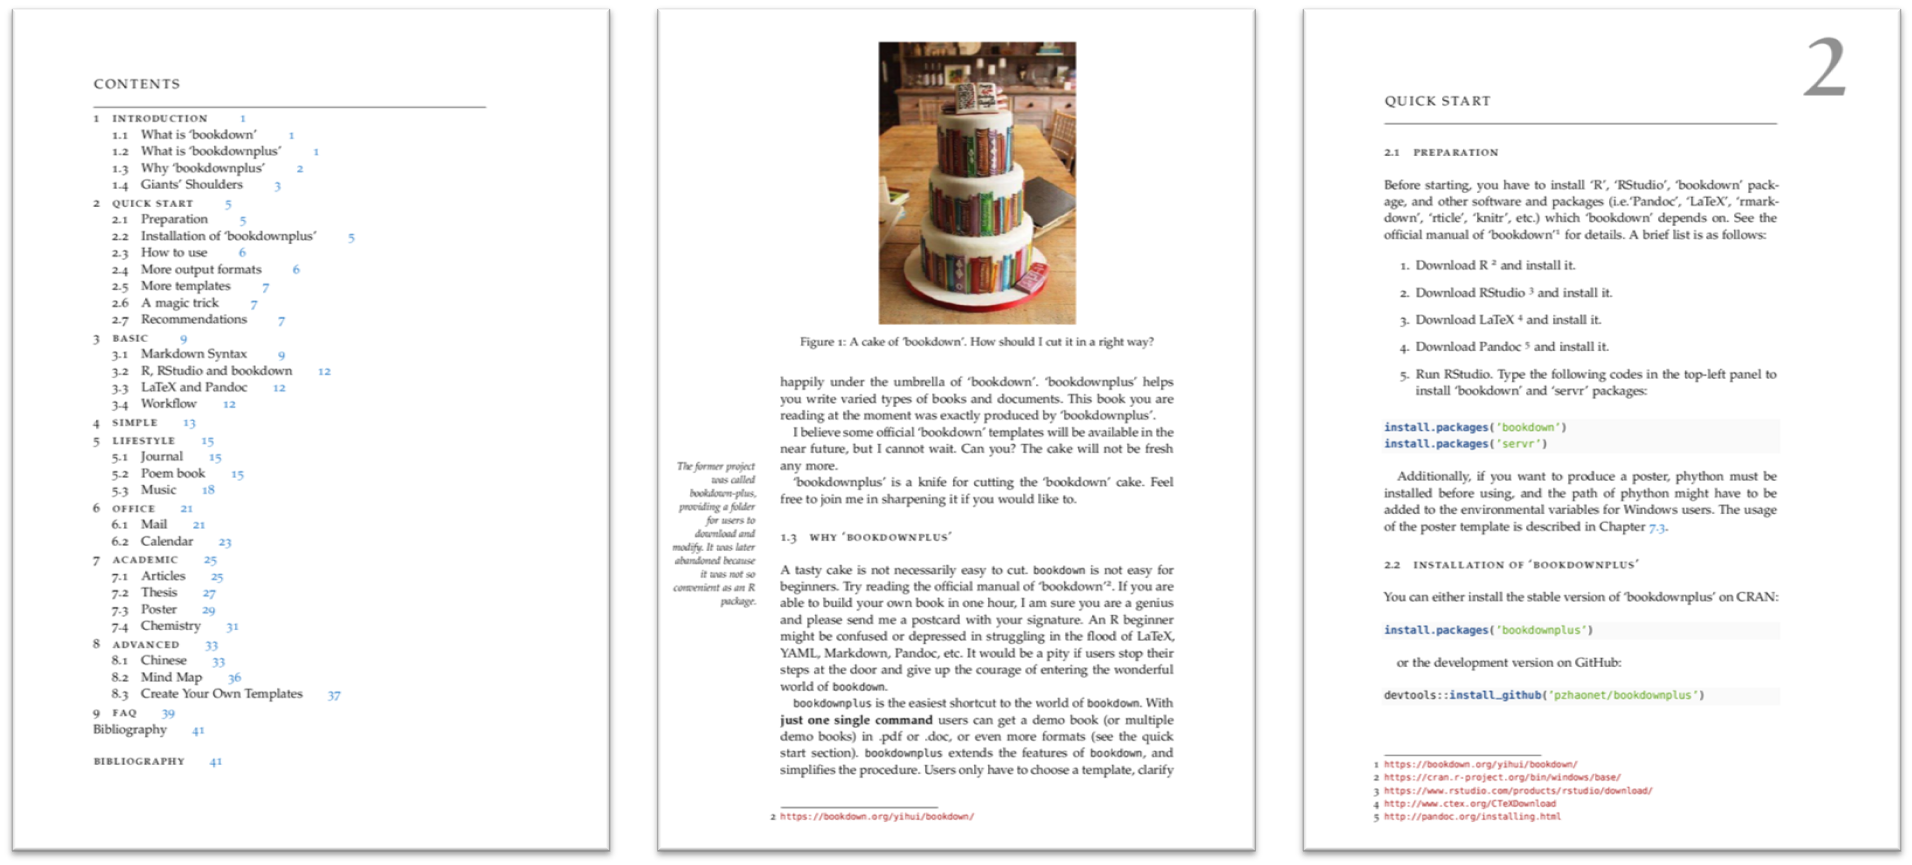 CONTENTS
1 INTRODUCTION 1
1.1 What is ‘bookdown’ 1
1.2 What is ‘bookdownplus’ 1
1.3 Why ‘bookdownplus’ 2
1.4 Giants’ Shoulders 3
2 QUICK START 5
2.1 Preparation 5
2.2 Installation of ‘bookdownplus’ 5
2.3 How to use 6
2.4 More output formats 6
2.5 More templates 7
2.6 A magic trick 7
2.7 Recommendations 7
3 BASIC 9
3.1 Markdown Syntax 9
3.2 R, RStudio and bookdown 12
3.3 LaTeX and Pandoc 12
3.4 Workflow 12
4 SIMPLE 13
5 LIFESTYLE 15
5.1 Journal 15
5.2 Poem book 15
5.3 Music 18
6 OFFICE 21
6.1 Mail 21
6.2 Calendar 23
7 ACADEMIC 25
7.1 Articles 25
7.2 Thesis 27
7.3 Poster 29
7.4 Chemistry 31
8 ADVANCED 33
8.1 Chinese 33
8.2 Mind Map 36
8.3 Create Your Own Templates 37
9 FAQ 39
Bibliography 41
BIBLIOGRAPHY 41
Figure 1: A cake of ‘bookdown’. How should I cut it in a right way?
happily under the umbrella of ‘bookdown’. ‘bookdownplus’ helps
you write varied types of books and documents. This book you are
reading at the moment was exactly produced by ‘bookdownplus’.
I believe some official ‘bookdown’ templates will be available in the
near future, but I cannot wait. Can you? The cake will not be fresh
any more.
‘bookdownplus’ is a knife for cutting the ‘bookdown’ cake. Feel
free to join me in sharpening it if you would like to.
The former project
was called
bookdown-plus,
providing a folder
for users to
download and
modify. It was later
abandoned because
it was not so
convenient as an R
package.
1.3 WHY ‘BOOKDOWNPLUS’
A tasty cake is not necessarily easy to cut. bookdown is not easy for
beginners. Try reading the official manual of ‘bookdown’2. If you are
able to build your own book in one hour, I am sure you are a genius
and please send me a postcard with your signature. An R beginner
might be confused or depressed in struggling in the flood of LaTeX,
YAML, Markdown, Pandoc, etc. It would be a pity if users stop their
steps at the door and give up the courage of entering the wonderful
world of bookdown.
bookdownplus is the easiest shortcut to the world of bookdown. With
just one single command users can get a demo book (or multiple
demo books) in .pdf or .doc, or even more formats (see the quick
start section). bookdownplus extends the features of bookdown, and
simplifies the procedure. Users only have to choose a template, clarify
2 https://bookdown.org/yihui/bookdown/
2
QUICK START
2.1 PREPARATION
Before starting, you have to install ‘R’, ‘RStudio’, ‘bookdown’ pack-
age, and other software and packages (i.e.‘Pandoc’, ‘LaTeX’, ‘rmark-
down’, ‘rticle’, ‘knitr’, etc.) which ‘bookdown’ depends on. See the
official manual of ‘bookdown’1 for details. A brief list is as follows:
1. Download R 2 and install it.
2. Download RStudio 3 and install it.
3. Download LaTeX 4 and install it.
4. Download Pandoc 5 and install it.
5. Run RStudio. Type the following codes in the top-left panel to
install ‘bookdown’ and ‘servr’ packages:
install.packages('bookdown')
install.packages('servr')
Additionally, if you want to produce a poster, phython must be
installed before using, and the path of phython might have to be
added to the environmental variables for Windows users. The usage
of the poster template is described in Chapter 7.3.
2.2 INSTALLATION OF ‘BOOKDOWNPLUS’
You can either install the stable version of ‘bookdownplus’ on CRAN:
install.packages('bookdownplus')
or the development version on GitHub:
devtools::install_github('pzhaonet/bookdownplus')
1 https://bookdown.org/yihui/bookdown/
2 https://cran.r-project.org/bin/windows/base/
3 https://www.rstudio.com/products/rstudio/download/
4 http://www.ctex.org/CTeXDownload
5 http://pandoc.org/installing.html